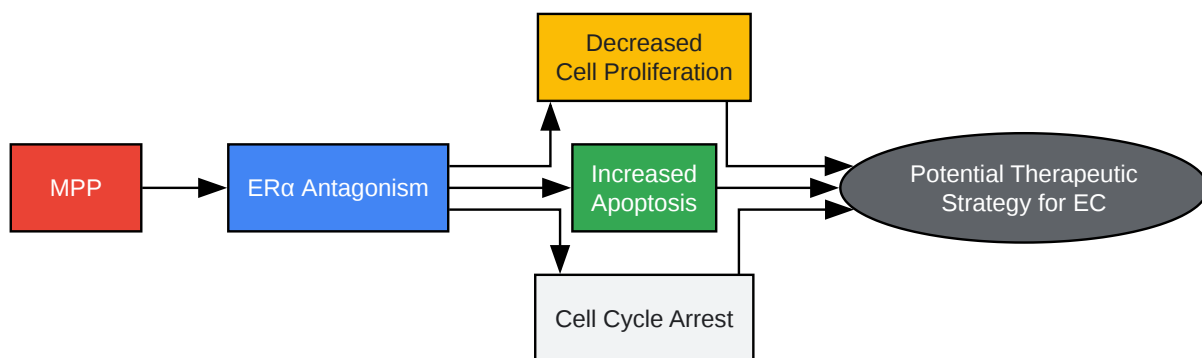 MPP
ERα Antagonism
Decreased
Cell Proliferation
Increased
Apoptosis
Cell Cycle Arrest
Potential Therapeutic
Strategy for EC